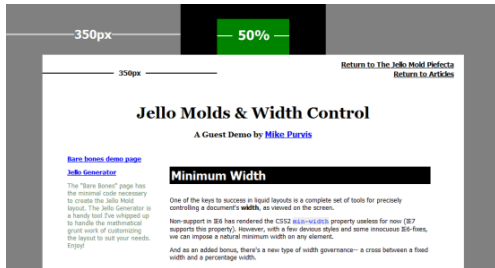 350px
50%
350px
Return to The Jello Mold Piefecta
Return to Articles
Jello Molds & Width Control
A Guest Demo by Mike Purvis
Bare bones demo page
Jello Generator
The "Bare Bones" page has
the minimal code necessary
to create the Jello Mold
layout. The Jello Generator is
a handy tool I've whipped up
to handle the mathmatical
grunt work of customizing
the layout to suit your needs.
Enjoy!
Minimum Width
One of the keys to success in liquid layouts is a complete set of tools for precisely
controlling a document's width, as viewed on the screen.
Non-support in IE6 has rendered the CSS2 min-width property useless for now (IE7
supports this property). However, with a few devious styles and some innocuous IE6-fixes,
we can impose a natural minimum width on any element.
And as an added bonus, there's a new type of width governance— a cross between a fixed
width and a percentage width.